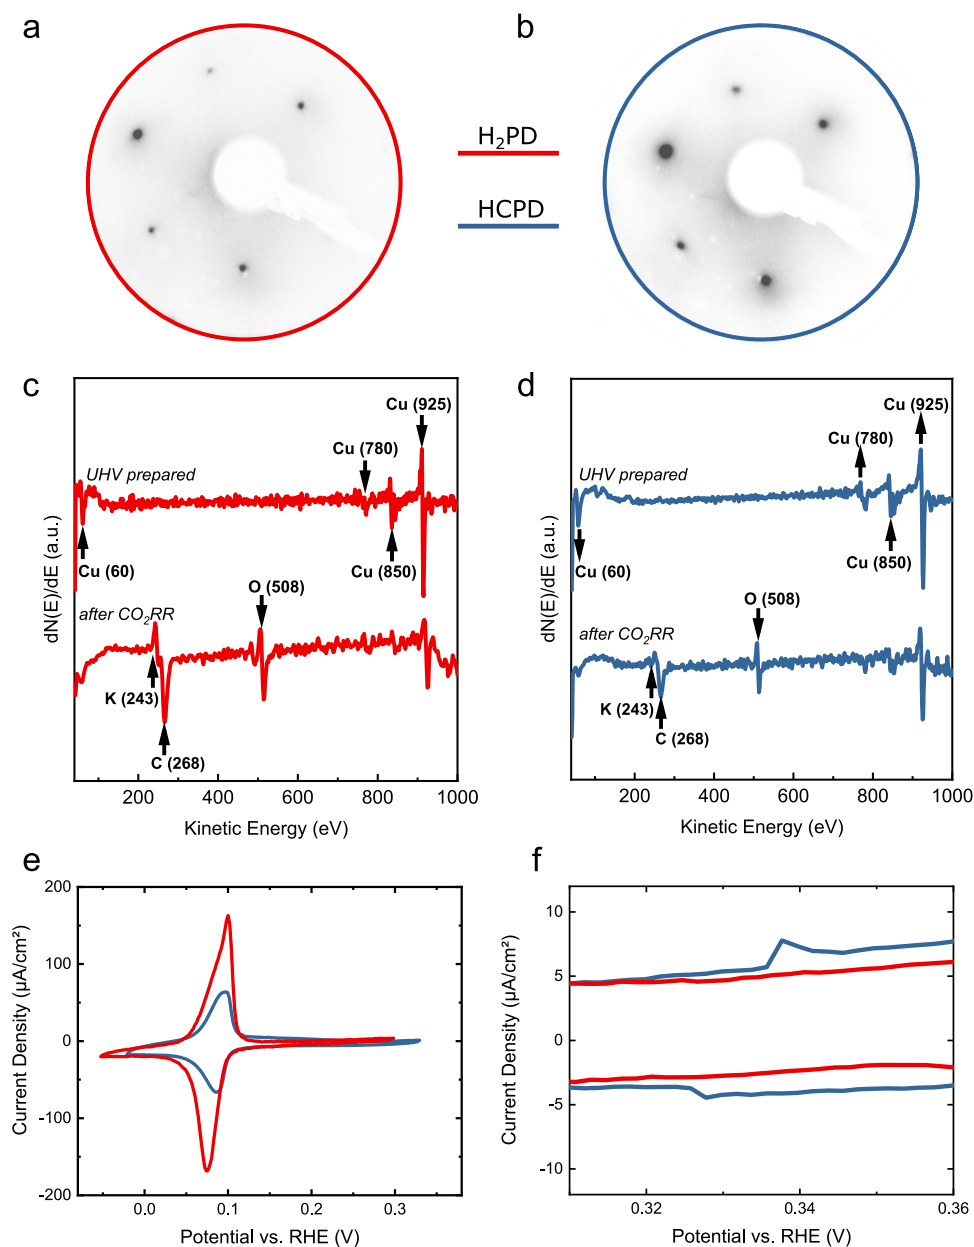 a
b
H₂PD
HCPD
c
d
Cu (925)
Cu (780)
UHV prepared
Cu (60)
Cu (850)
O (508)
after CO₂RR
K (243)
C (268)
dN(E)/dE (a.u.)
200 400 600 800 1000
Kinetic Energy (eV)
Cu (925)
Cu (780)
UHV prepared
Cu (60)
Cu (850)
O (508)
after CO₂RR
K (243)
C (268)
dN(E)/dE (a.u.)
200 400 600 800 1000
Kinetic Energy (eV)
e
f
200
100
0
-100
-200
Current Density (µA/cm²)
0.0 0.1 0.2 0.3
Potential vs. RHE (V)
10
5
0
-5
-10
Current Density (µA/cm²)
0.32 0.34 0.36
Potential vs. RHE (V)